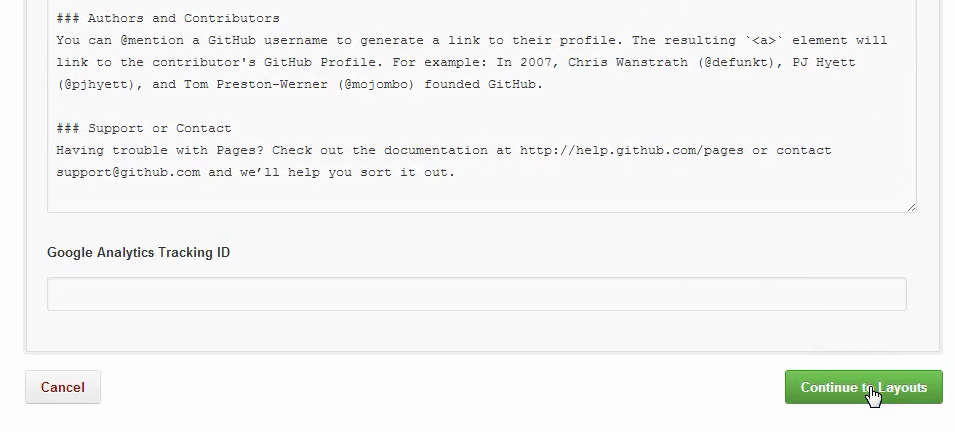 ### Authors and Contributors
You can @mention a GitHub username to generate a link to their profile. The resulting `<a>` element will
link to the contributor's GitHub Profile. For example: In 2007, Chris Wanstrath (@defunkt), PJ Hyett
(@pjhyett), and Tom Preston-Werner (@mojombo) founded GitHub.
### Support or Contact
Having trouble with Pages? Check out the documentation at http://help.github.com/pages or contact
support@github.com and we’ll help you sort it out.
Google Analytics Tracking ID
Cancel
Continue to Layouts